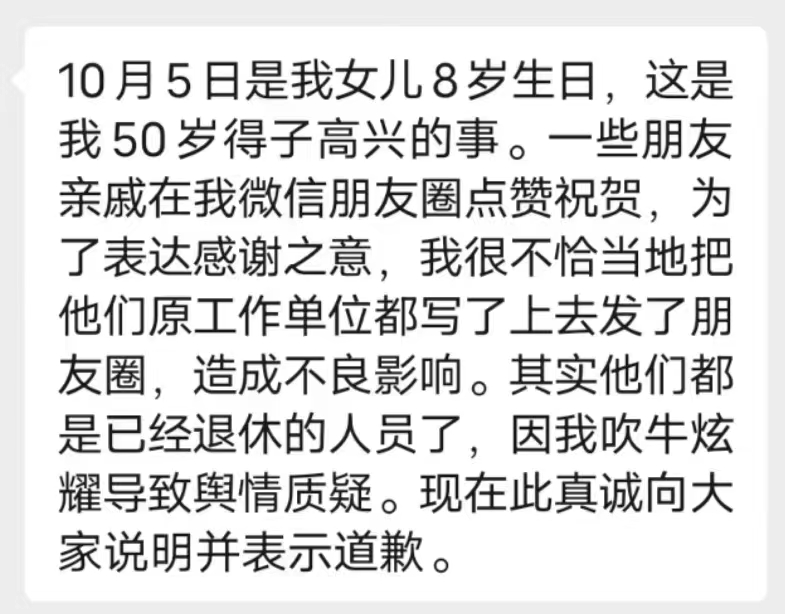 10月5日是我女儿8岁生日，这是
我50岁得子高兴的事。一些朋友
亲戚在我微信朋友圈点赞祝贺，为
了表达感谢之意，我很不恰当地把
他们原工作单位都写了上去发了朋
友圈，造成不良影响。其实他们都
是已经退休的人员了，因我吹牛炫
耀导致舆情质疑。现在此真诚向大
家说明并表示道歉。